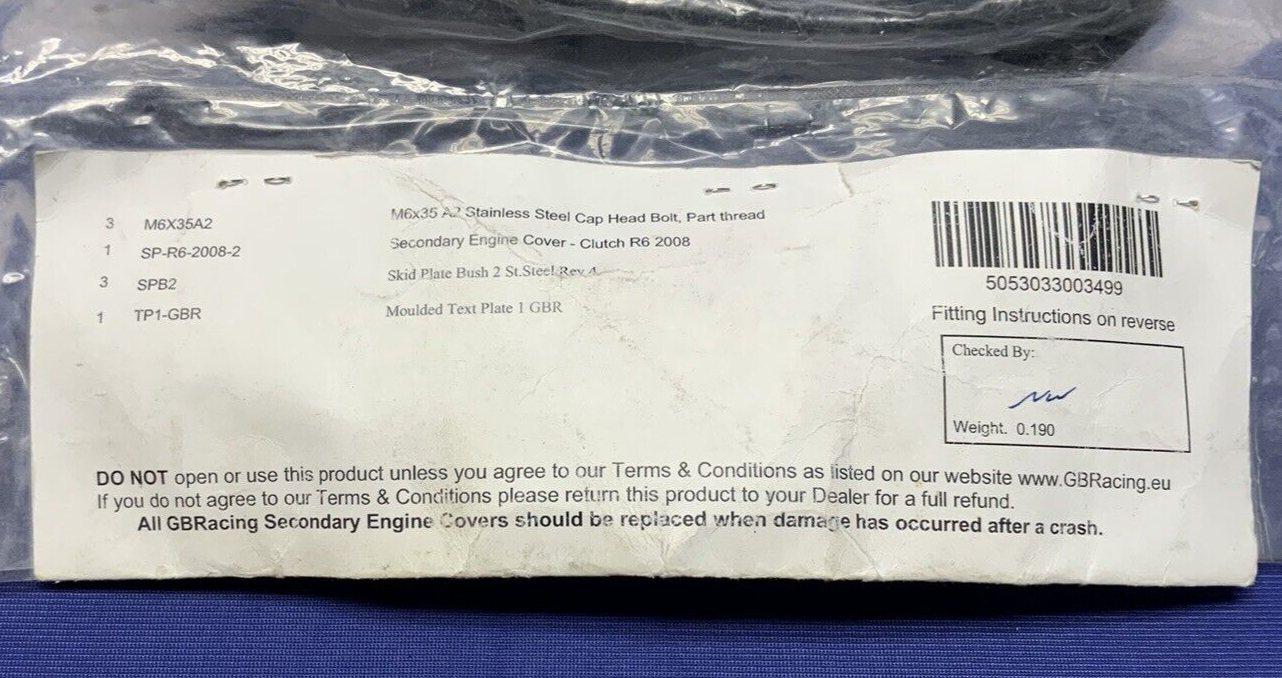 3 M6X35A2 M6x35 A2 Stainless Steel Cap Head Bolt, Part thread
1 SP-R6-2008-2 Secondary Engine Cover - Clutch R6 2008
3 SPB2 Skid Plate Bush 2 St.Steel Rev 4
1 TP1-GBR Moulded Text Plate 1 GBR
5053033003499
Fitting Instructions on reverse
Checked By:
NW
Weight. 0.190
DO NOT open or use this product unless you agree to our Terms & Conditions as listed on our website www.GBRacing.eu
If you do not agree to our Terms & Conditions please return this product to your Dealer for a full refund.
All GBRacing Secondary Engine Covers should be replaced when damage has occurred after a crash.